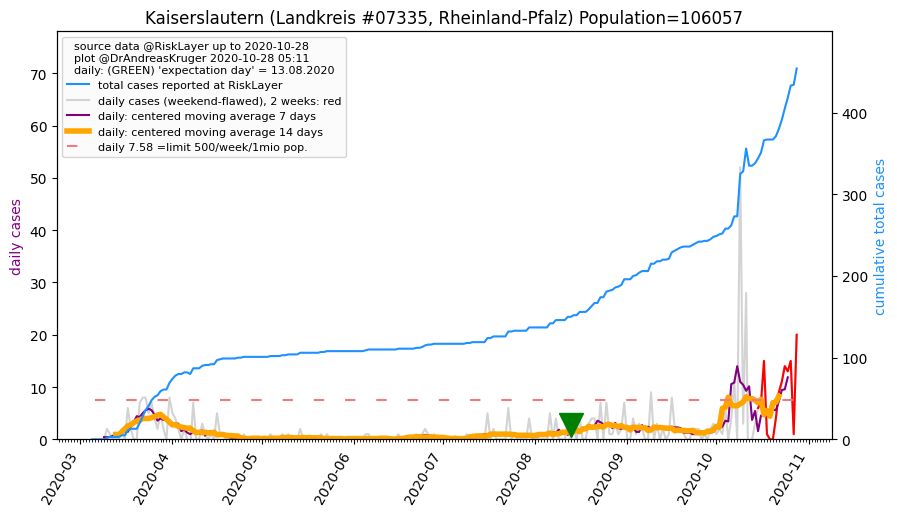 Kaiserslautern (Landkreis #07335, Rheinland-Pfalz) Population=106057
source data @RiskLayer up to 2020-10-28
plot @DrAndreasKruger 2020-10-28 05:11
daily: (GREEN) 'expectation day' = 13.08.2020
total cases reported at RiskLayer
daily cases (weekend-flawed), 2 weeks: red
daily: centered moving average 7 days
daily: centered moving average 14 days
daily 7.58 =limit 500/week/1mio pop.
daily cases
70
60
50
40
30
20
10
0
cumulative total cases
400
300
200
100
0
2020-03
2020-04
2020-05
2020-06
2020-07
2020-08
2020-09
2020-10
2020-11